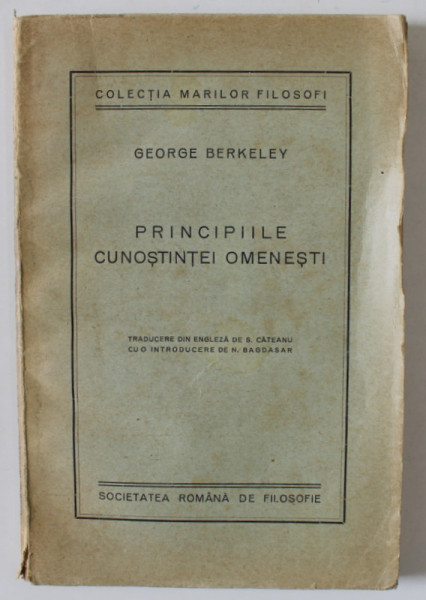 COLECȚIA MARILOR FILOSOFI
GEORGE BERKELEY
PRINCIPIILE
CUNOȘTINȚEI OMENEȘTI
TRADUCERE DIN ENGLEZĂ DE S. CĂTEANU
CU O INTRODUCERE DE N. BAGDASAR
SOCIETATEA ROMÂNĂ DE FILOSOFIE